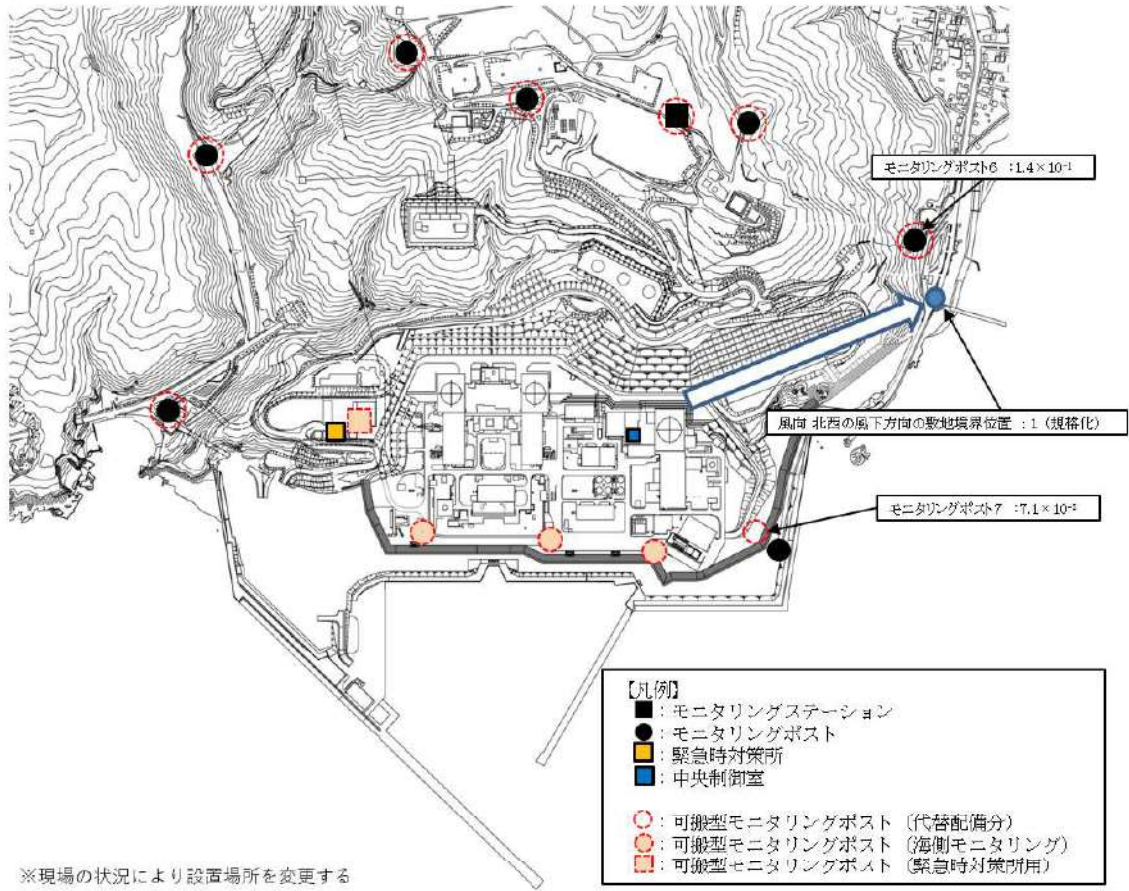 モニタリングポスト6 :1.4×10⁻¹
風向 北西の風下方向の敷地境界位置 : 1 (規格化)
モニタリングポスト7 :7.1×10⁻²
【凡例】
■ : モニタリングステーション
● : モニタリングポスト
: 緊急時対策所
: 中央制御室
: 可搬型モニタリングポスト (代替配備分)
: 可搬型モニタリングポスト (海側モニタリング)
: 可搬型モニタリングポスト (緊急時対策所用)
※現場の状況により設置場所を変更する